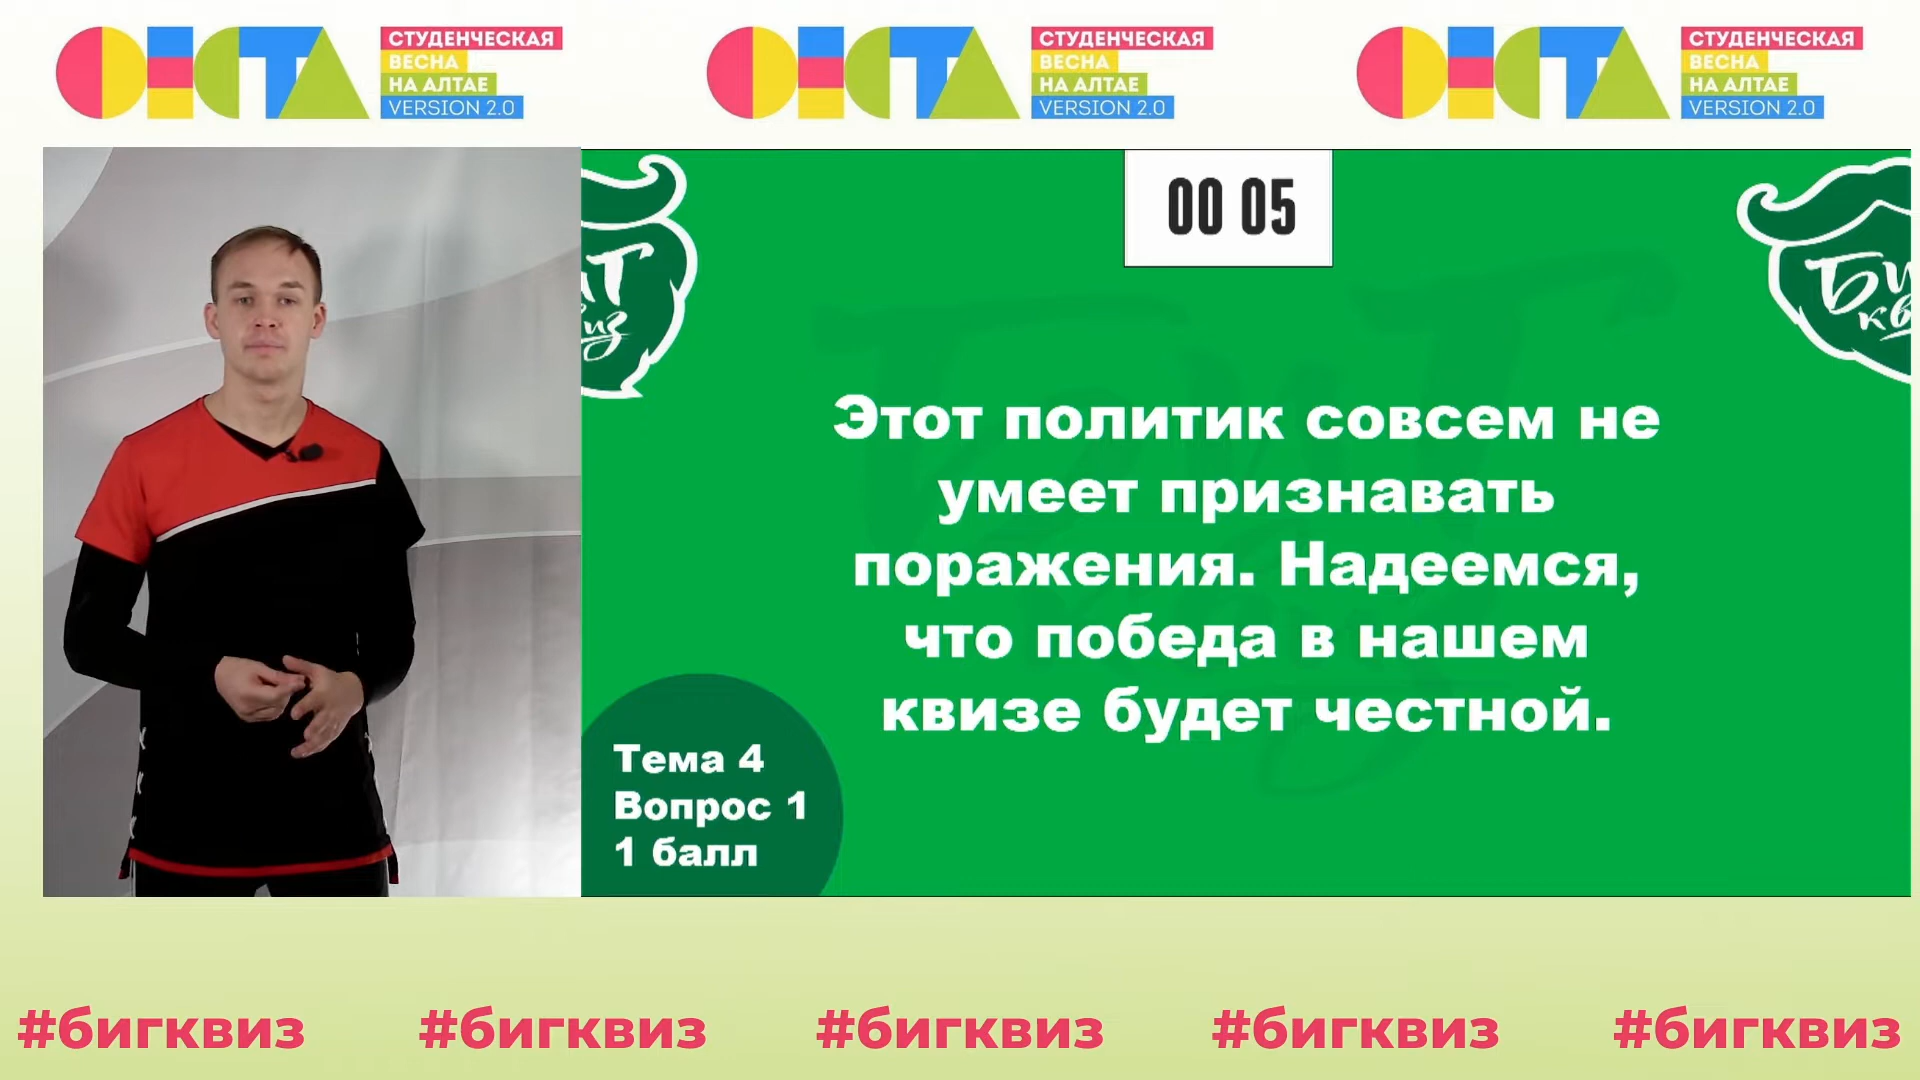 СТУДЕНЧЕСКАЯ
ВЕСНА
НА АЛТАЕ
VERSION 2.0
СТУДЕНЧЕСКАЯ
ВЕСНА
НА АЛТАЕ
VERSION 2.0
СТУДЕНЧЕСКАЯ
ВЕСНА
НА АЛТАЕ
VERSION 2.0
00 05
Этот политик совсем не
умеет признавать
поражения. Надеемся,
что победа в нашем
квизе будет честной.
Тема 4
Вопрос 1
1 балл
#бигквиз #бигквиз #бигквиз #бигквиз #бигквиз